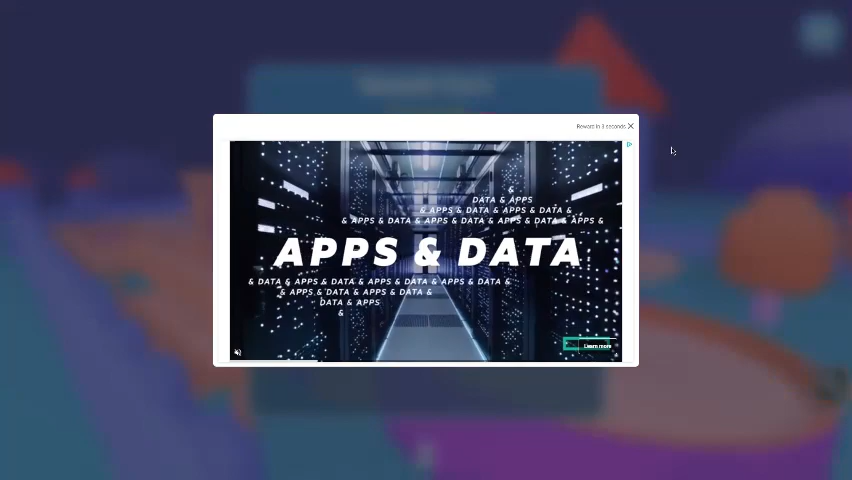 Reward in 3 seconds
&
DATA & APPS
& APPS & DATA & APPS & DATA &
& APPS & DATA & APPS & DATA & APPS & DATA & APPS &
APPS & DATA
& DATA & APPS & DATA & APPS & DATA & APPS & DATA &
& APPS & DATA & APPS & DATA &
DATA & APPS
&
Learn more